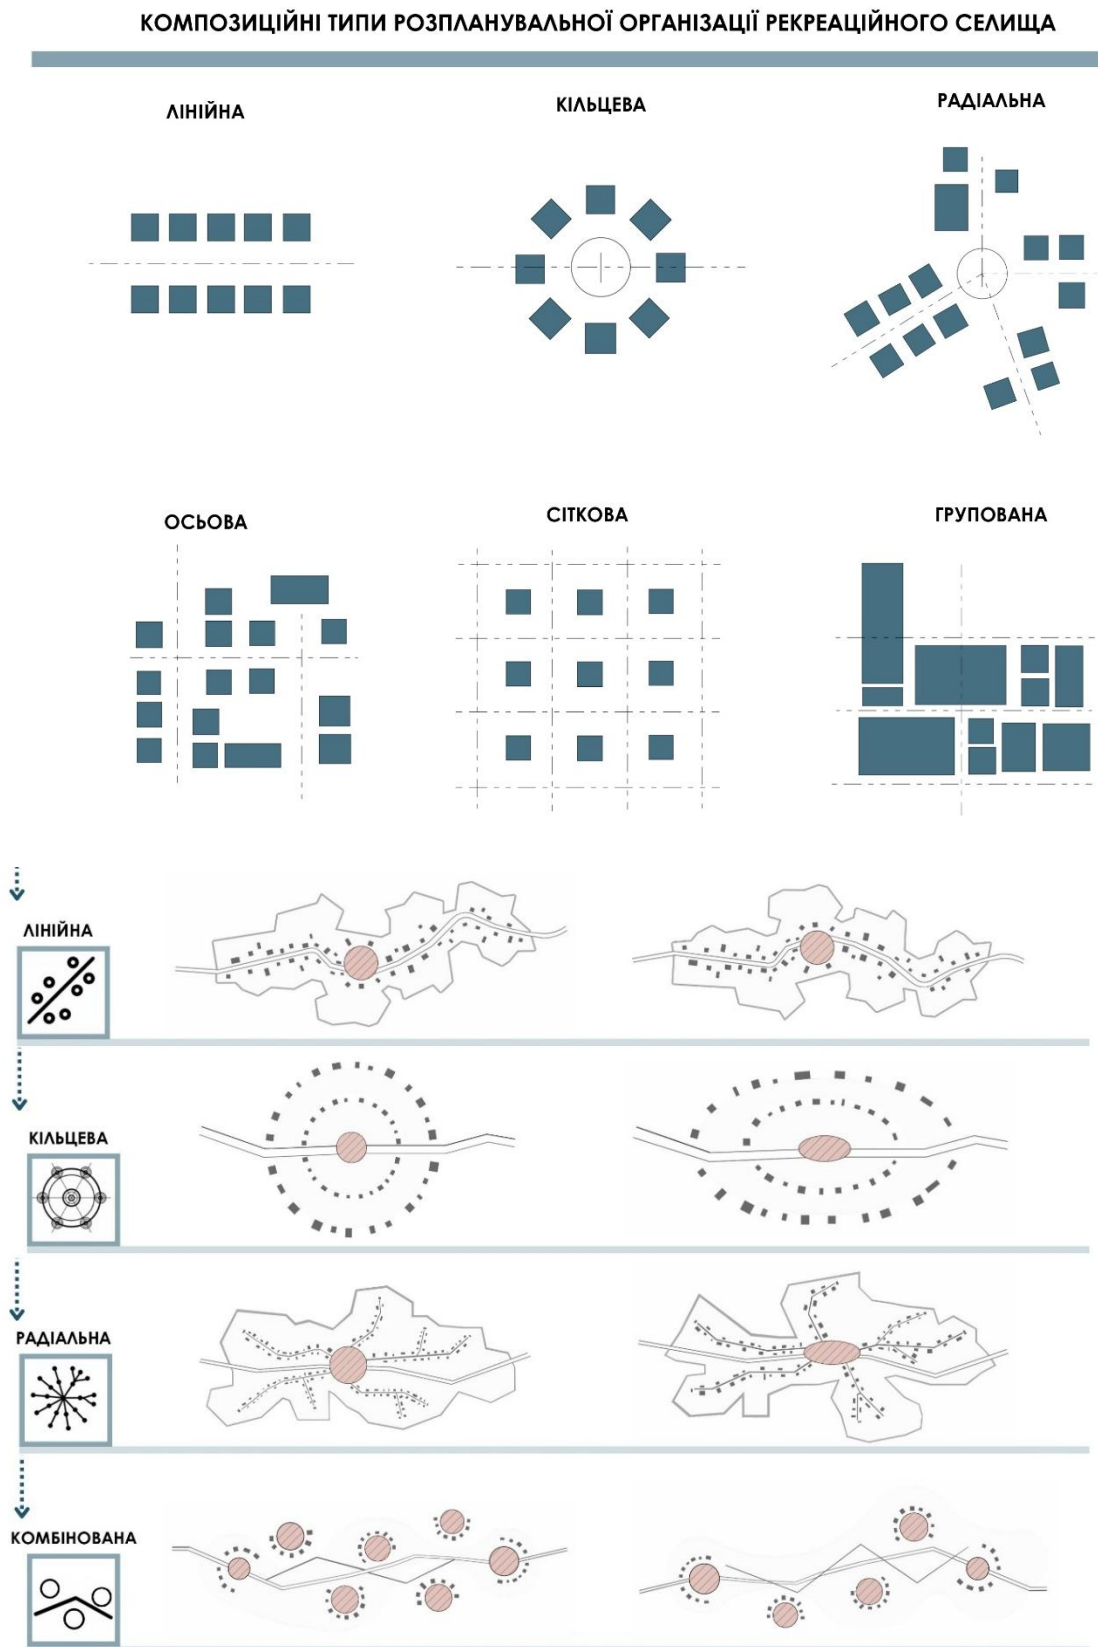 КОМПОЗИЦІЙНІ ТИПИ РОЗПЛАНУВАЛЬНОЇ ОРГАНІЗАЦІЇ РЕКРЕАЦІЙНОГО СЕЛИЩА
ЛІНІЙНА
КІЛЬЦЕВА
РАДІАЛЬНА
ОСЬОВА
СІТКОВА
ГРУПОВАНА
ЛІНІЙНА
КІЛЬЦЕВА
РАДІАЛЬНА
КОМБІНОВАНА